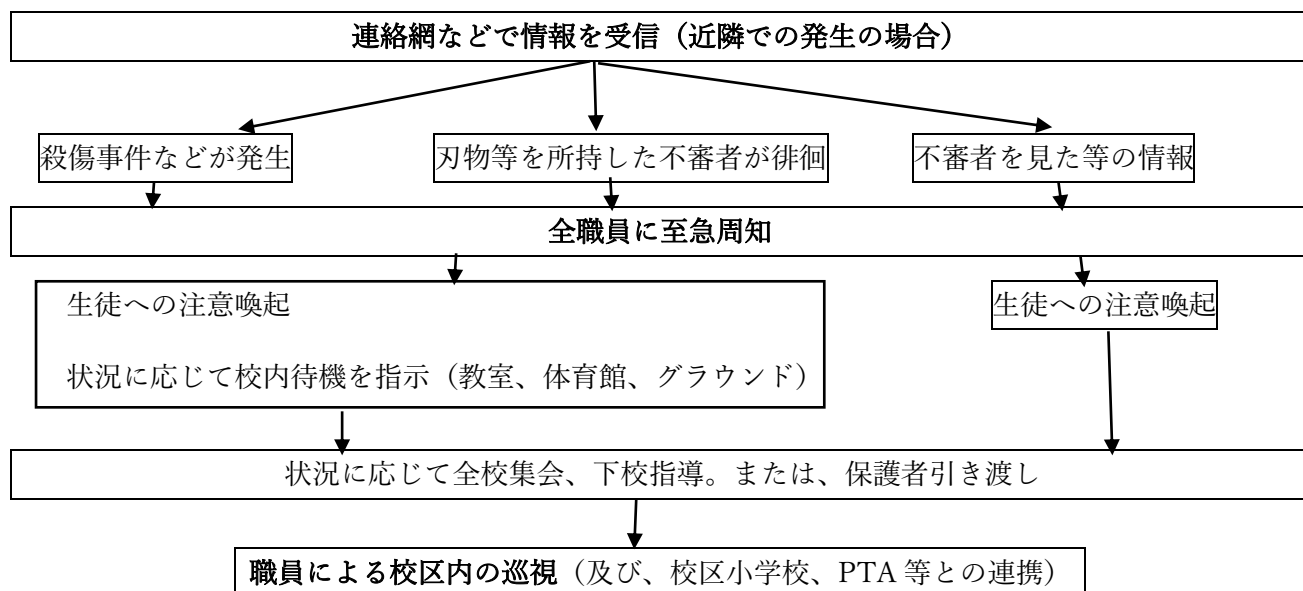 連絡網などで情報を受信（近隣での発生の場合）
殺傷事件などが発生
刃物等を所持した不審者が徘徊
不審者を見た等の情報
全職員に至急周知
生徒への注意喚起
状況に応じて校内待機を指示（教室、体育館、グラウンド）
生徒への注意喚起
状況に応じて全校集会、下校指導。または、保護者引き渡し
職員による校区内の巡視（及び、校区小学校、PTA 等との連携）